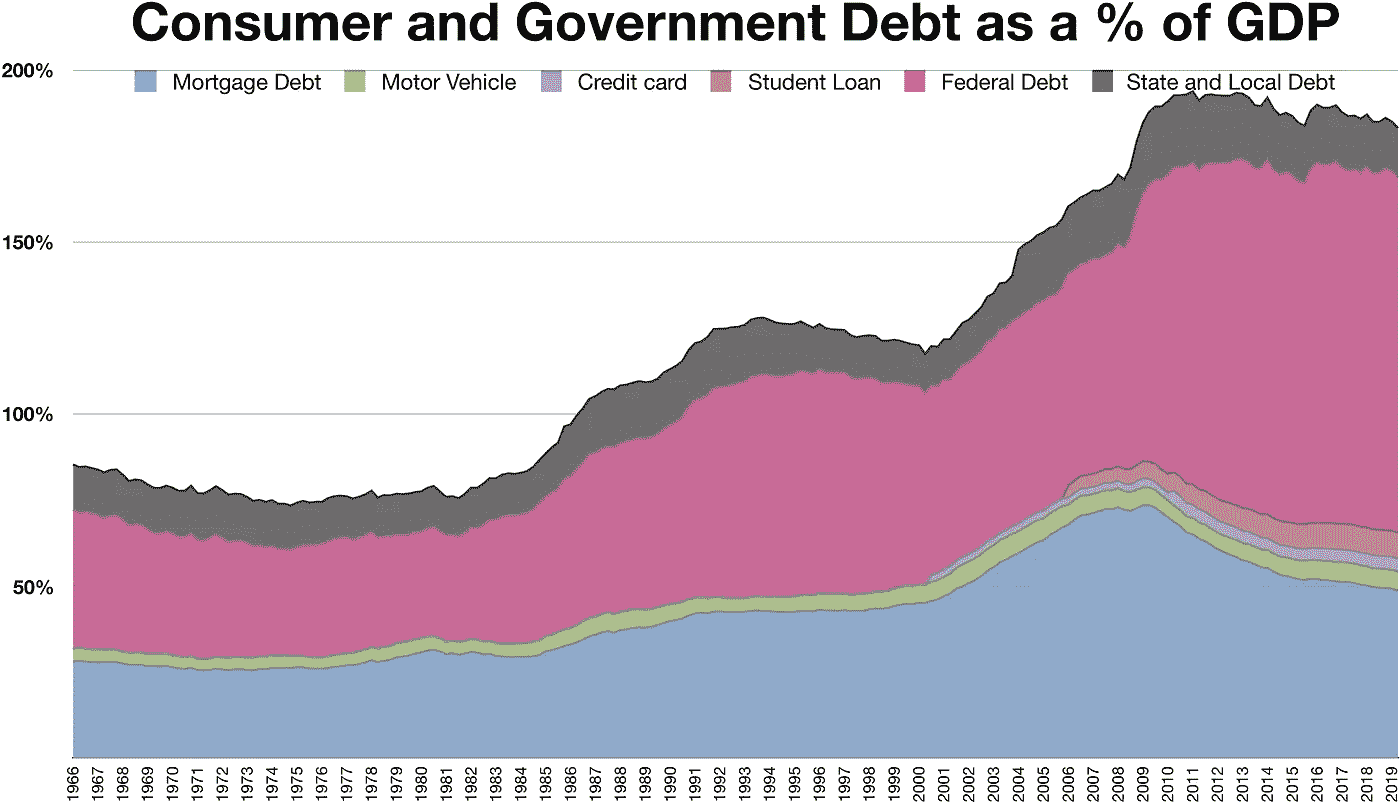 Consumer and Government Debt as a % of GDP
200%
Mortgage Debt Motor Vehicle Credit card Student Loan Federal Debt State and Local Debt
150%
100%
50%
1966 1967 1968 1969 1970 1971 1972 1973 1974 1975 1976 1977 1978 1979 1980 1981 1982 1983 1984 1985 1986 1987 1988 1989 1990 1991 1992 1993 1994 1995 1996 1997 1998 1999 2000 2001 2002 2003 2004 2005 2006 2007 2008 2009 2010 2011 2012 2013 2014 2015 2016 2017 2018 2019